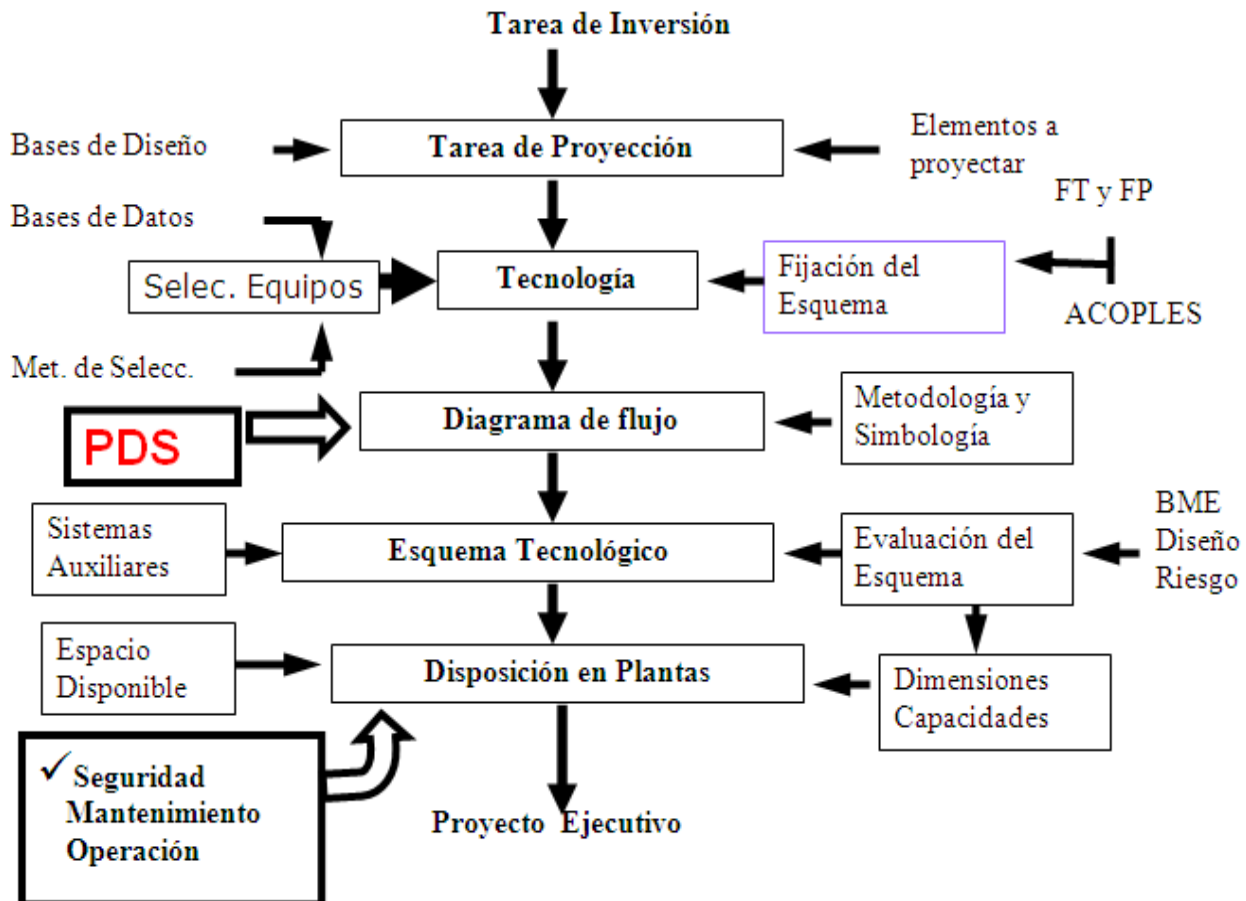 Tarea de Inversión
Bases de Diseño
Tarea de Proyección
Elementos a
proyectar
FT y FP
Bases de Datos
Selec. Equipos
Tecnología
Fijación del
Esquema
ACOPLES
Met. de Selecc.
PDS
Diagrama de flujo
Metodología y
Simbología
Sistemas
Auxiliares
Esquema Tecnológico
Evaluación del
Esquema
BME
Diseño
Riesgo
Espacio
Disponible
Disposición en Plantas
Dimensiones
Capacidades
✓ Seguridad
Mantenimiento
Operación
Proyecto Ejecutivo